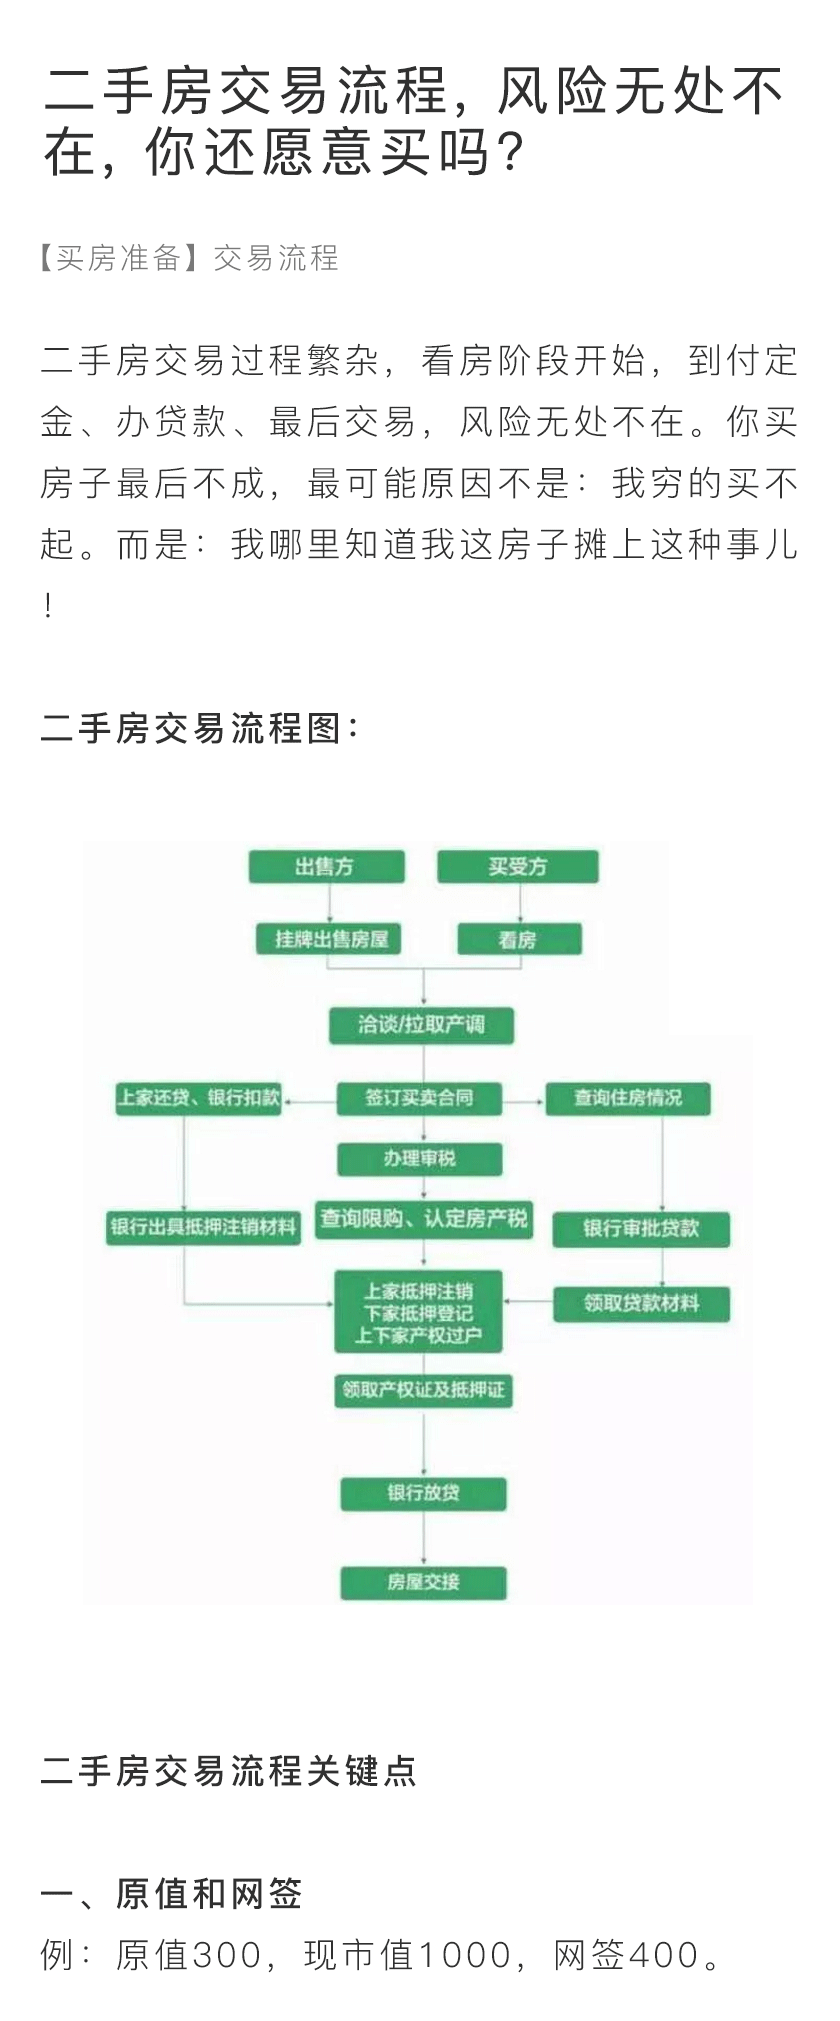 二手房交易流程，风险无处不
在，你还愿意买吗？
【买房准备】交易流程
二手房交易过程繁杂，看房阶段开始，到付定
金、办贷款、最后交易，风险无处不在。你买
房子最后不成，最可能原因不是：我穷的买不
起。而是：我哪里知道我这房子摊上这种事儿
！
二手房交易流程图：
出售方 买受方
挂牌出售房屋 看房
洽谈/拉取产调
上家还贷、银行扣款 签订买卖合同 查询住房情况
办理审税
银行出具抵押注销材料 查询限购、认定房产税 银行审批贷款
上家抵押注销
下家抵押登记
上下家产权过户
领取贷款材料
领取产权证及抵押证
银行放贷
房屋交接
二手房交易流程关键点
一、原值和网签
例：原值300，现市值1000，网签400。